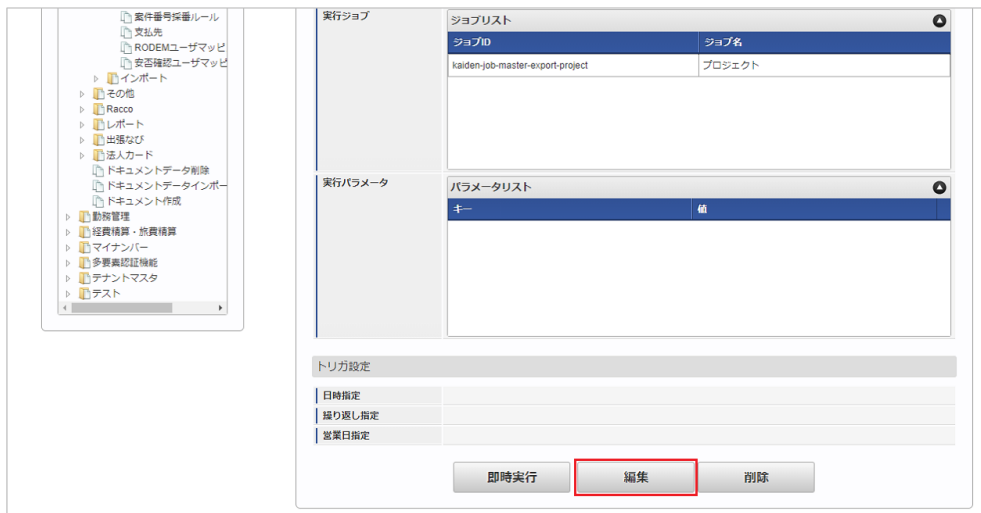 案件番号採番ルール
支払先
RODEMユーザマッピ
安否確認ユーザマッピ
インポート
その他
Racco
レポート
出張なび
法人カード
ドキュメントデータ削除
ドキュメントデータインポー
ドキュメント作成
勤務管理
経費精算・旅費精算
マイナンバー
多要素認証機能
テナントマスタ
テスト
実行ジョブ
ジョブリスト
ジョブID ジョブ名
kaiden-job-master-export-project プロジェクト
実行パラメータ
パラメータリスト
キー 値
トリガ設定
日時指定
繰り返し指定
営業日指定
即時実行 編集 削除